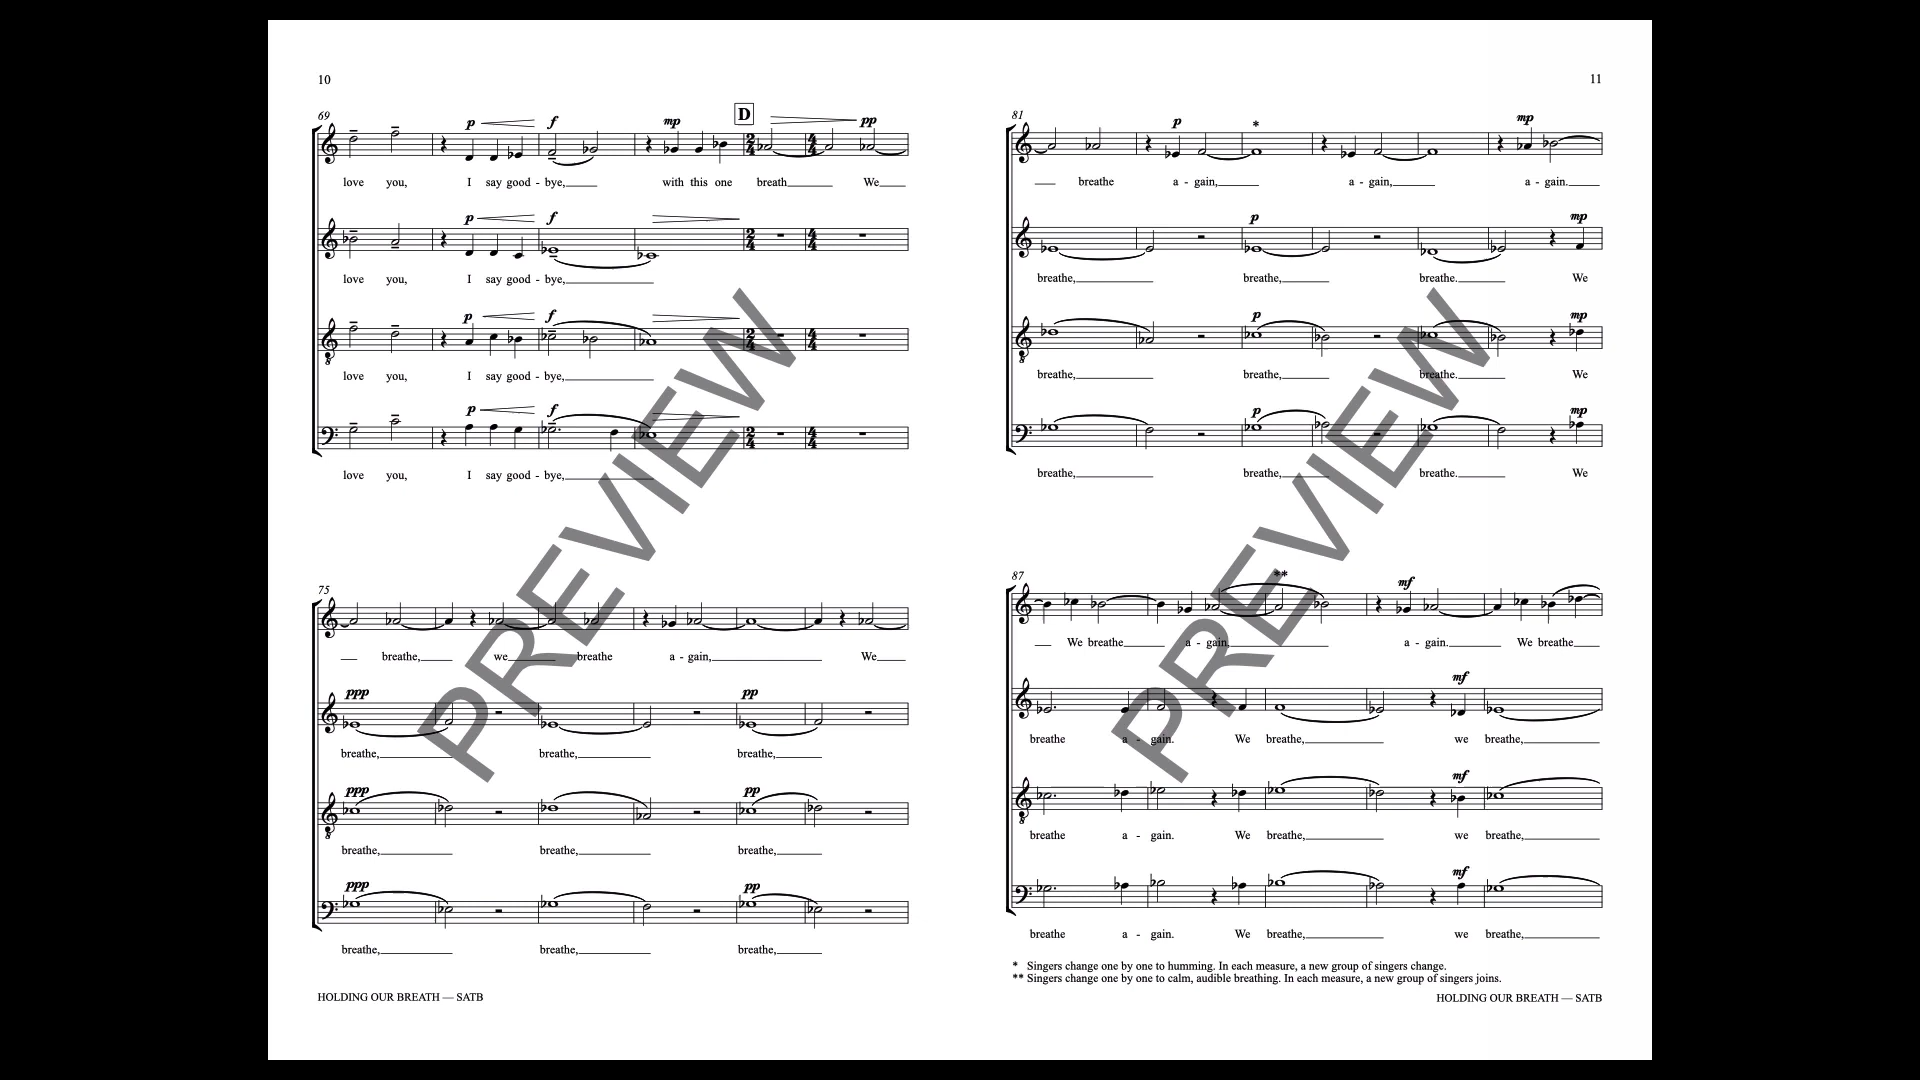 10
69
D
p f mp pp
love you, I say good - bye, with this one breath We
p f
love you, I say good - bye,
p f
love you, I say good - bye,
p f
love you, I say good - bye,
75
breathe, we breathe a - gain, We
ppp pp
breathe, breathe, breathe,
ppp pp
breathe, breathe, breathe,
ppp pp
breathe, breathe, breathe,
HOLDING OUR BREATH — SATB
PREVIEW
11
81
p * mp
breathe a - gain, a - gain, a - gain.
p mp
breathe, breathe, breathe. We
p mp
breathe, breathe, breathe. We
p mp
breathe, breathe, breathe. We
87
** mf
We breathe a - gain, a - gain. We breathe
mf
breathe a - gain. We breathe, we breathe,
mf
breathe a - gain. We breathe, we breathe,
mf
breathe a - gain. We breathe, we breathe,
* Singers change one by one to humming. In each measure, a new group of singers change.
** Singers change one by one to calm, audible breathing. In each measure, a new group of singers joins.
HOLDING OUR BREATH — SATB
PREVIEW